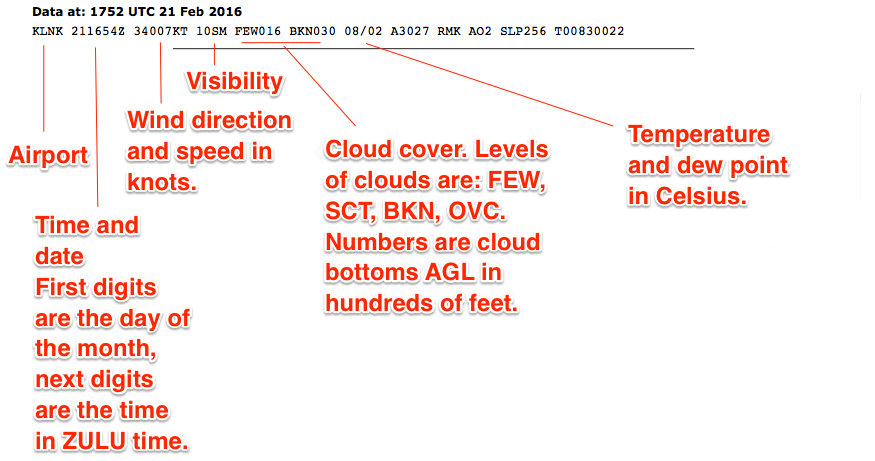 Data at: 1752 UTC 21 Feb 2016
KLNK 211654Z 34007KT 10SM FEW016 BKN030 08/02 A3027 RMK AO2 SLP256 T00830022
Visibility
Wind direction
and speed in
knots.
Airport
Cloud cover. Levels
of clouds are: FEW,
SCT, BKN, OVC.
Numbers are cloud
bottoms AGL in
hundreds of feet.
Temperature
and dew point
in Celsius.
Time and
date
First digits
are the day of
the month,
next digits
are the time
in ZULU time.